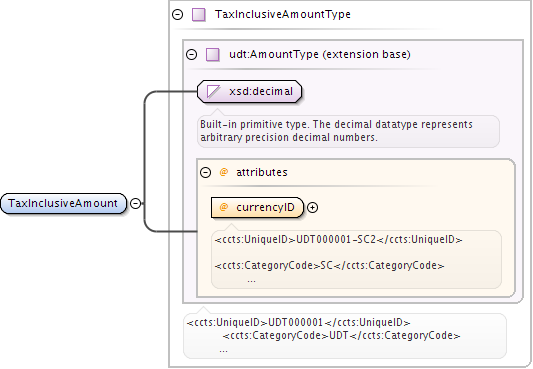 TaxInclusiveAmountType
udt:AmountType (extension base)
xsd:decimal
Built-in primitive type. The decimal datatype represents
arbitrary precision decimal numbers.
@ attributes
TaxInclusiveAmount
@ currencyID
<ccts:UniqueID>UDT000001-SC2</ccts:UniqueID>
<ccts:CategoryCode>SC</ccts:CategoryCode>
...
<ccts:UniqueID>UDT000001</ccts:UniqueID>
<ccts:CategoryCode>UDT</ccts:CategoryCode>
...